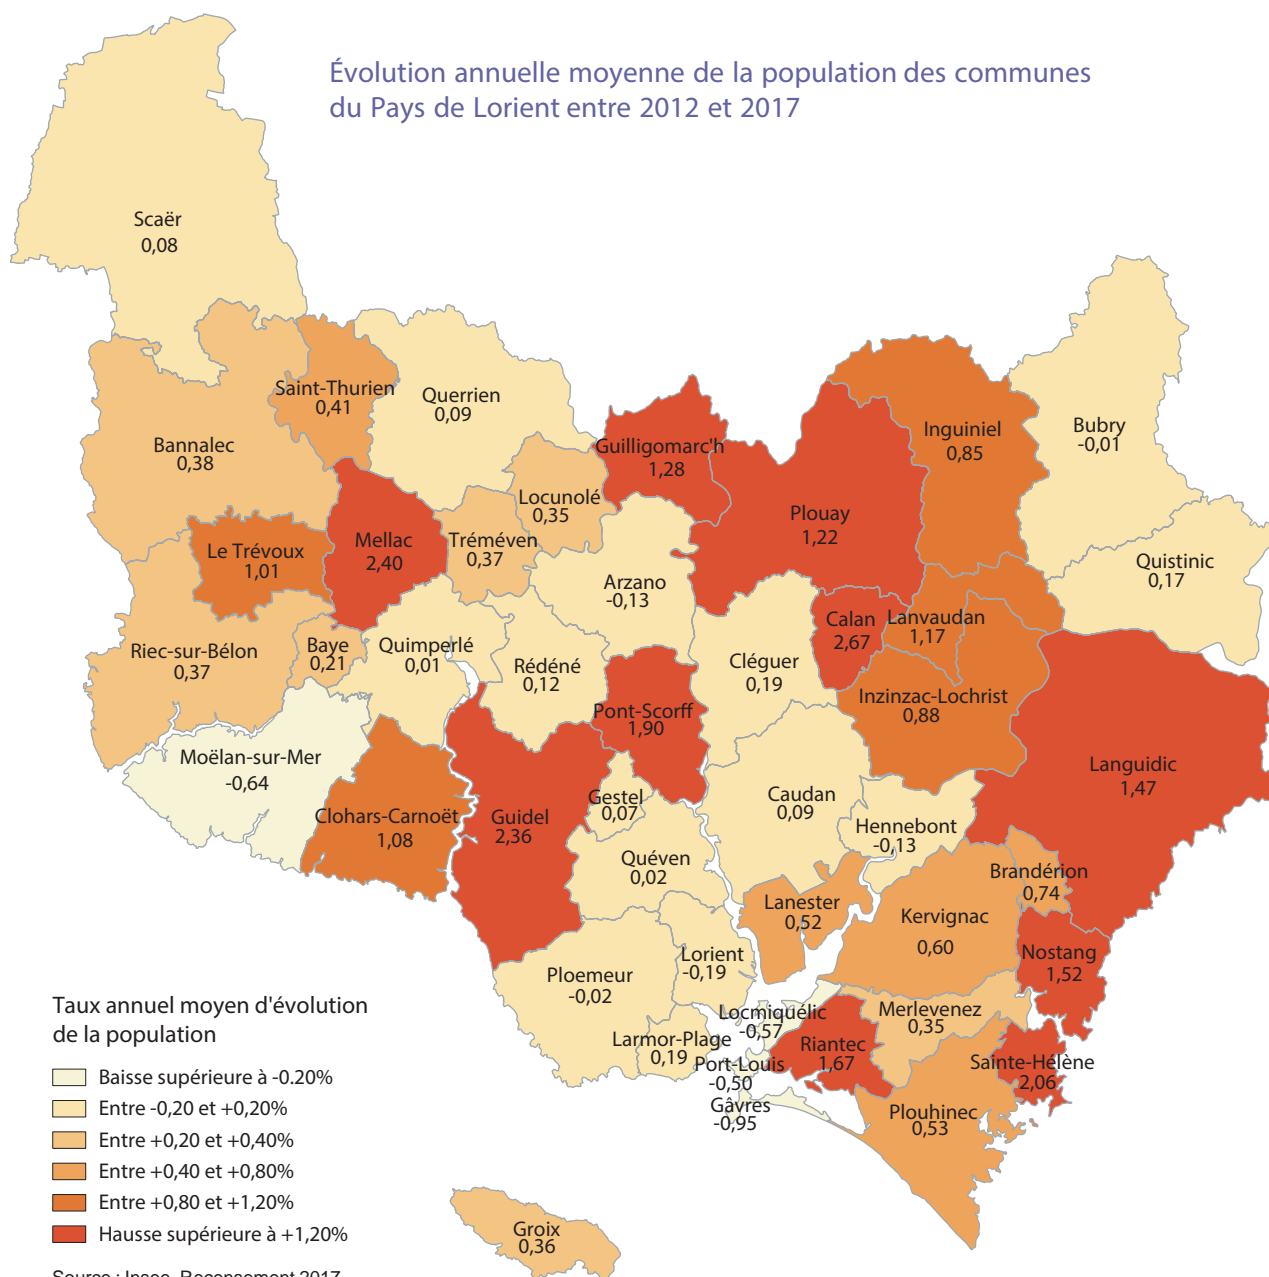 Évolution annuelle moyenne de la population des communes
du Pays de Lorient entre 2012 et 2017
Scaër
0,08
Saint-Thurien
0,41
Querrien
0,09
Bannalec
0,38
Guilligomarc'h
1,28
Inguiniel
0,85
Bubry
-0,01
Locunolé
0,35
Plouay
1,22
Le Trévoux
1,01
Mellac
2,40
Tréméven
0,37
Arzano
-0,13
Quistinic
0,17
Riec-sur-Bélon
0,37
Baye
0,21
Quimperlé
0,01
Rédéné
0,12
Cléguer
0,19
Calan
2,67
Lanvaudan
1,17
Inzinzac-Lochrist
0,88
Pont-Scorff
1,90
Moëlan-sur-Mer
-0,64
Languidic
1,47
Clohars-Carnoët
1,08
Guidel
2,36
Gestel
0,07
Caudan
0,09
Hennebont
-0,13
Quéven
0,02
Brandérion
0,74
Lanester
0,52
Kervignac
0,60
Nostang
1,52
Lorient
-0,19
Ploemeur
-0,02
Locmiquélic
-0,57
Merlevenez
0,35
Larmor-Plage
0,19
Riantec
1,67
Port-Louis
-0,50
Sainte-Hélène
2,06
Gâvres
-0,95
Plouhinec
0,53
Groix
0,36
Taux annuel moyen d'évolution
de la population
Baisse supérieure à -0.20%
Entre -0,20 et +0,20%
Entre +0,20 et +0,40%
Entre +0,40 et +0,80%
Entre +0,80 et +1,20%
Hausse supérieure à +1,20%
Source : Insee, Recensement 2017